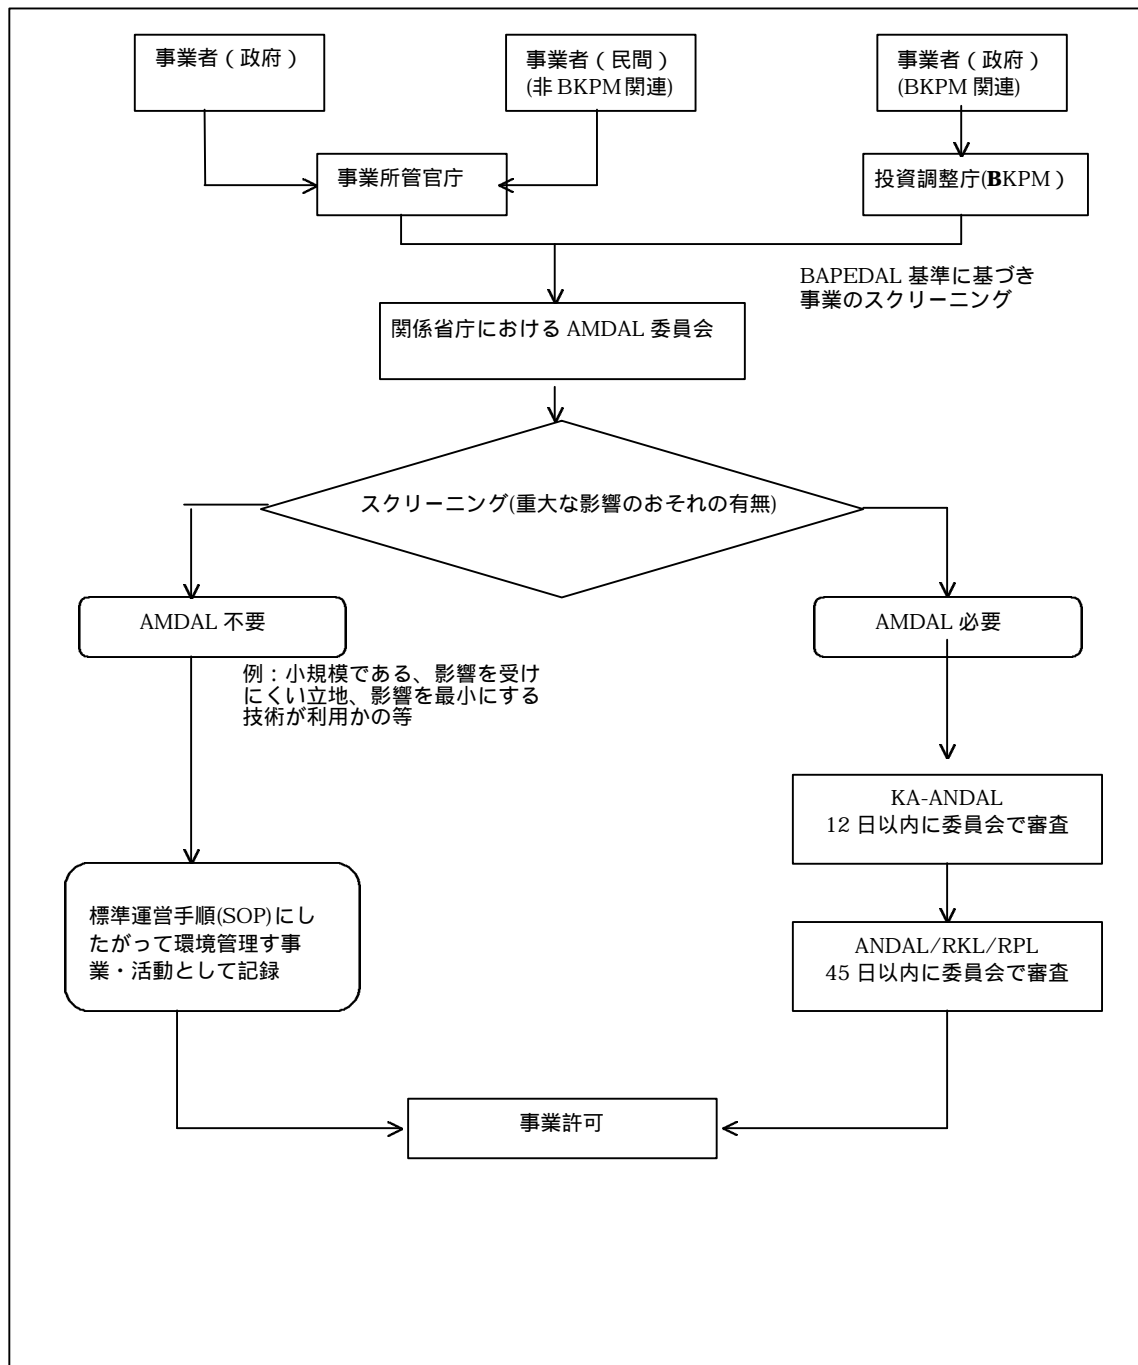 事業者（政府）
事業者（民間）
(非 BKPM 関連)
事業者（政府）
(BKPM 関連)
事業所管官庁
投資調整庁(BKPM）
BAPEDAL 基準に基づき
事業のスクリーニング
関係省庁における AMDAL 委員会
スクリーニング(重大な影響のおそれの有無)
AMDAL 不要
AMDAL 必要
例：小規模である、影響を受け
にくい立地、影響を最小にする
技術が利用かの等
KA-ANDAL
12 日以内に委員会で審査
標準運営手順(SOP)にし
たがって環境管理す事
業・活動として記録
ANDAL/RKL/RPL
45 日以内に委員会で審査
事業許可